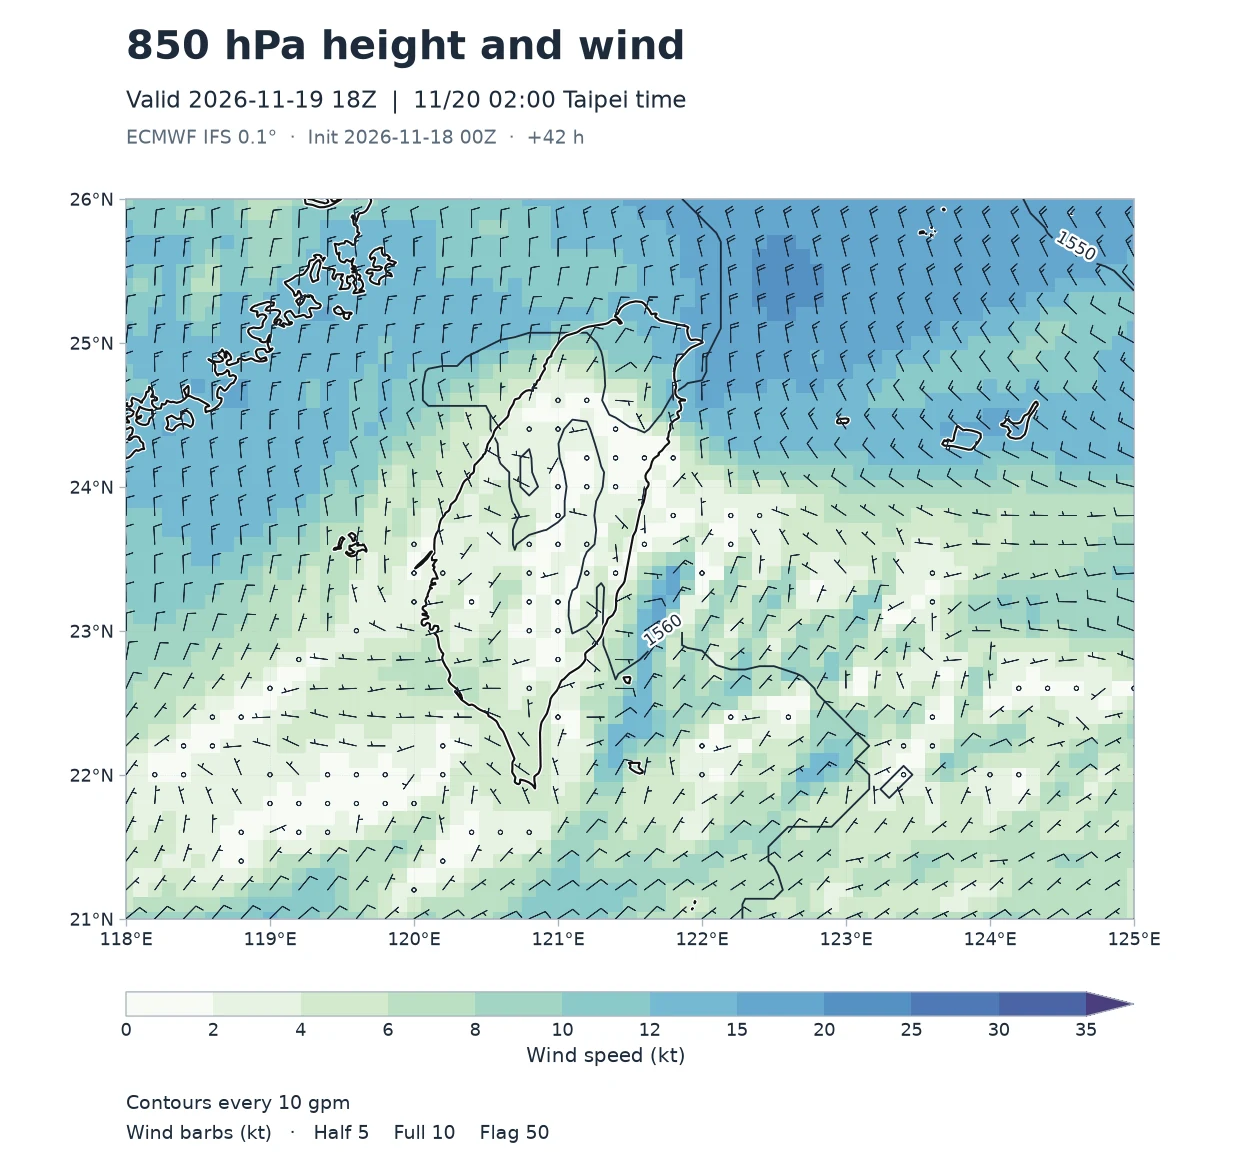 850 hPa height and wind
Valid 2026-11-19 18Z | 11/20 02:00 Taipei time
ECMWF IFS 0.1° · Init 2026-11-18 00Z · +42 h
26°N
1550
25°N
24°N
23°N
1560
22°N
21°N
118°E 119°E 120°E 121°E 122°E 123°E 124°E 125°E
0 2 4 6 8 10 12 15 20 25 30 35
Wind speed (kt)
Contours every 10 gpm
Wind barbs (kt) · Half 5 Full 10 Flag 50